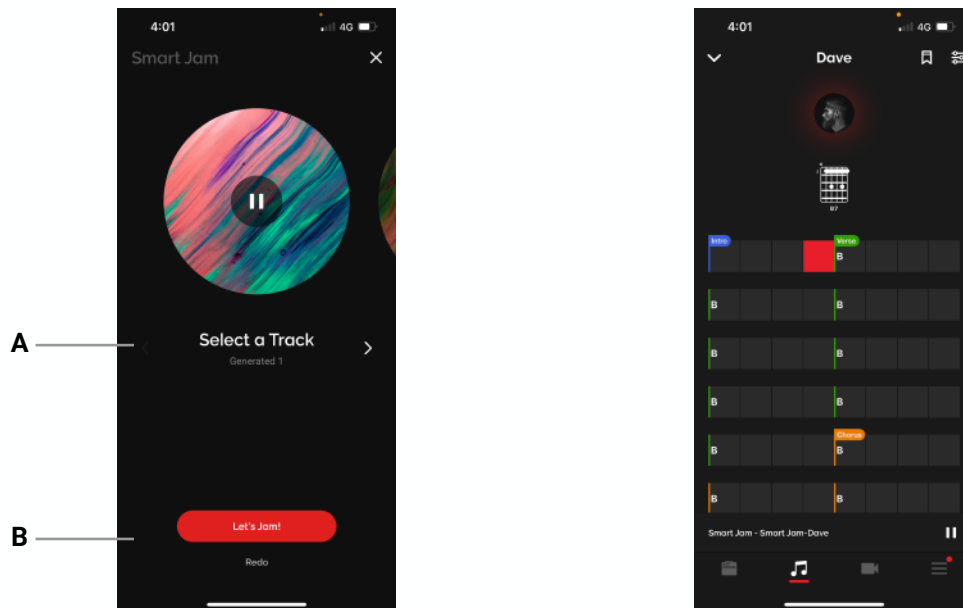 4:01
4G
Smart Jam
A
Select a Track
Generated 1
B
Let's Jam!
Redo
4:01
4G
Dave
B7
Intro
Verse
B
B
B
B
B
B
B
B
Chorus
B
B
B
Smart Jam - Smart Jam-Dave